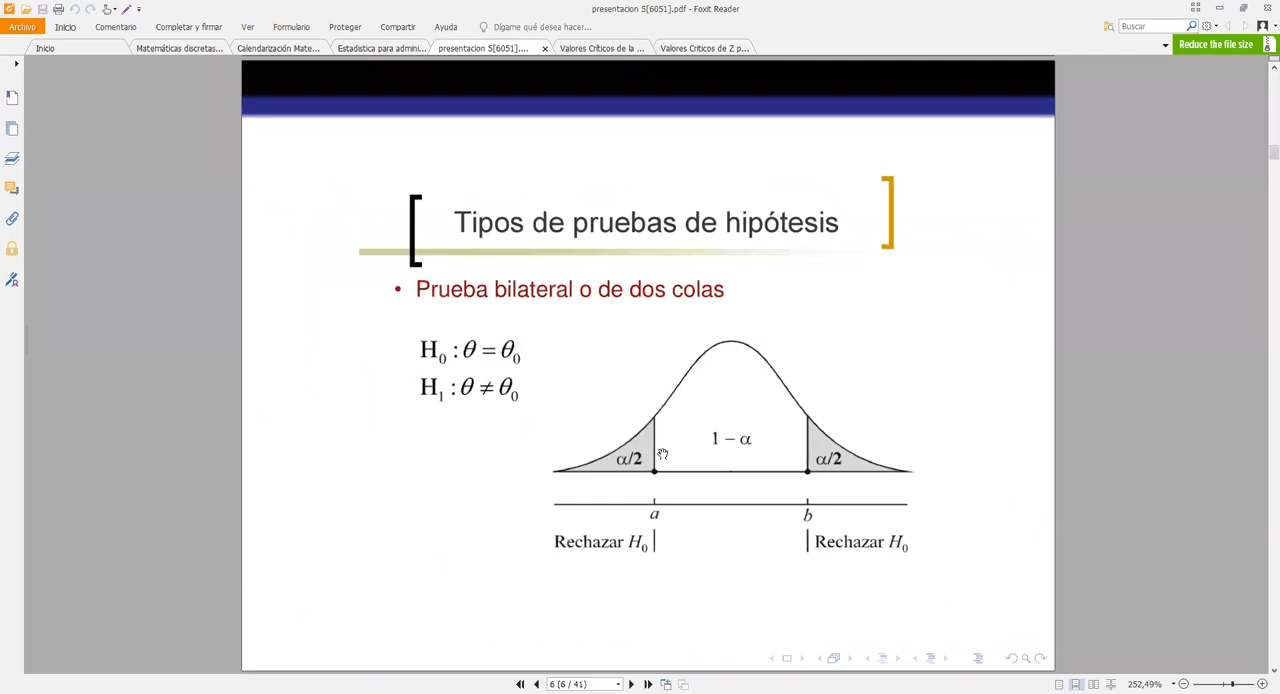 presentacion 5[6051].pdf - Foxit Reader
Archivo Inicio Comentario Completar y firmar Ver Formulario Proteger Compartir Ayuda Dígame qué desea hacer... Buscar
Inicio Matemáticas discretas... Calendarización Mate... Estadistica para admini... presentacion 5[6051].... Valores Críticos de la ... Valores Criticos de Z p... Reduce the file size
Tipos de pruebas de hipótesis
• Prueba bilateral o de dos colas
H₀ : θ = θ₀
H₁ : θ ≠ θ₀
1 − α
α/2 α/2
a b
Rechazar H₀ Rechazar H₀
6 (6 / 41) 252,49%